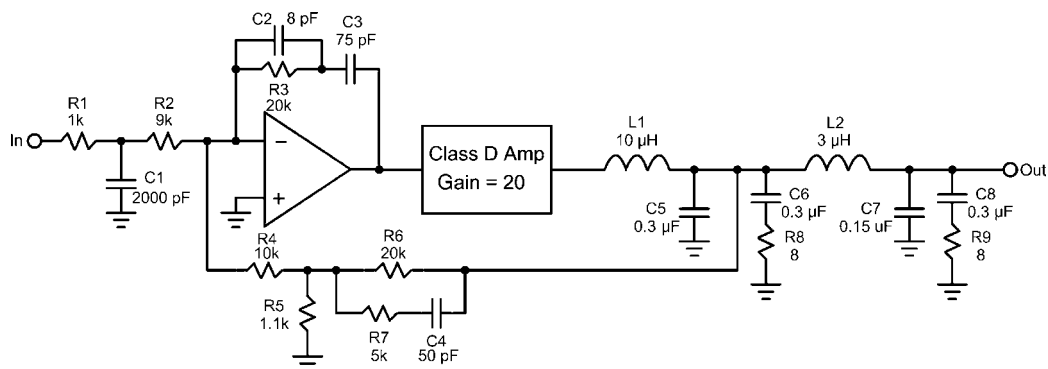 C2
8 pF
C3
75 pF
R3
20k
R1
1k
R2
9k
In
C1
2000 pF
−
+
Class D Amp
Gain = 20
L1
10 µH
L2
3 µH
Out
C5
0.3 µF
C6
0.3 µF
R8
8
C7
0.15 uF
C8
0.3 µF
R9
8
R4
10k
R6
20k
R5
1.1k
R7
5k
C4
50 pF